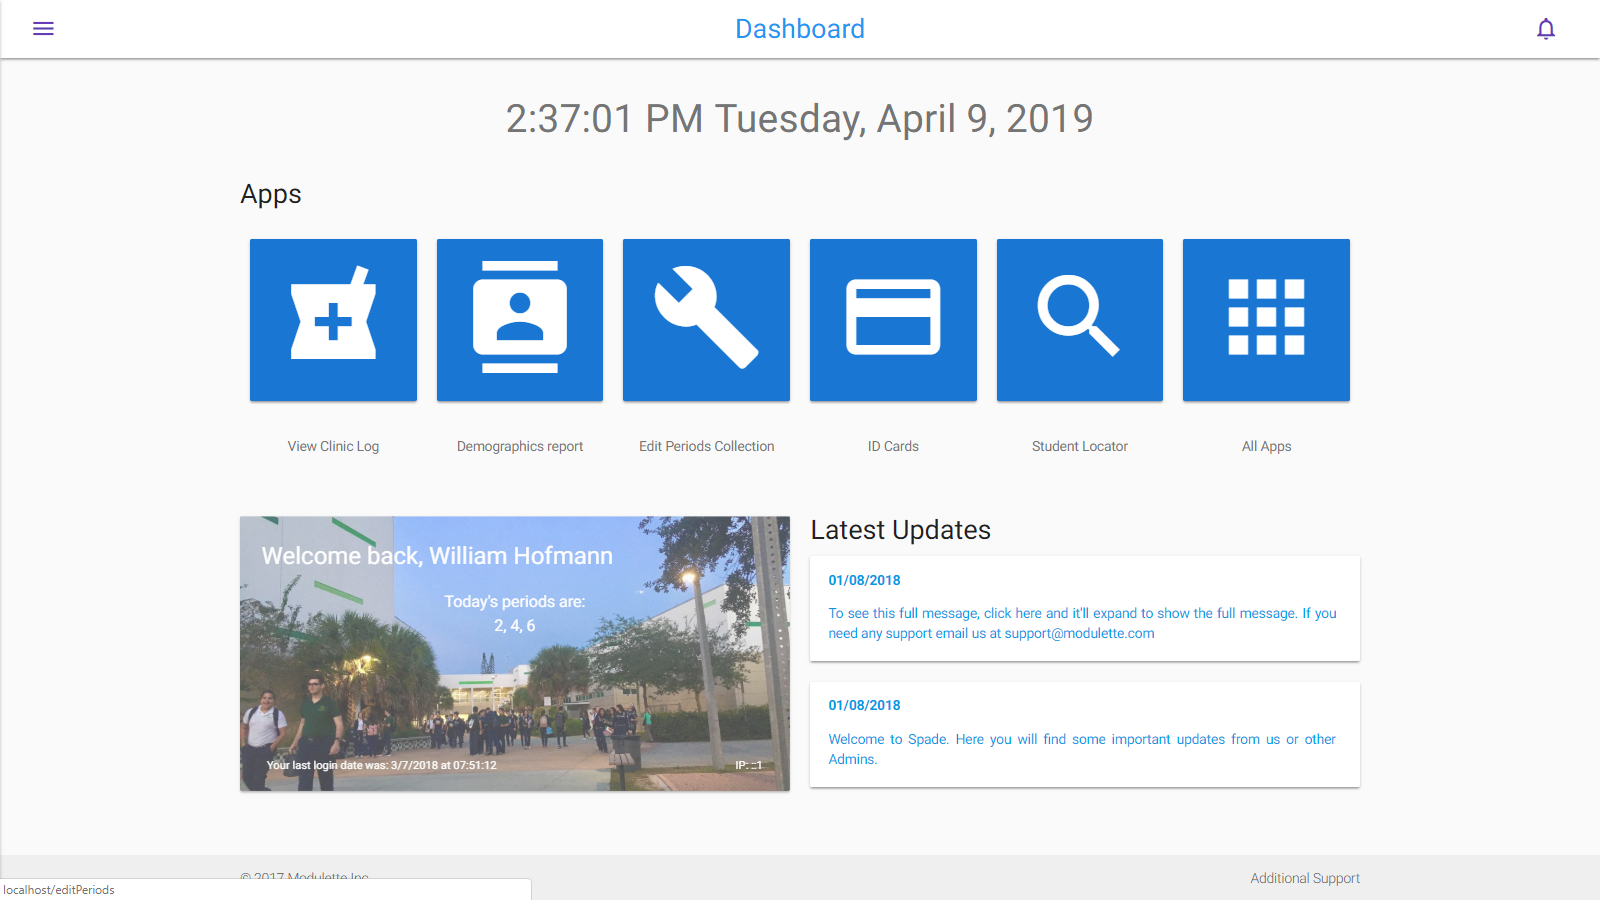 Dashboard
2:37:01 PM Tuesday, April 9, 2019
Apps
View Clinic Log
Demographics report
Edit Periods Collection
ID Cards
Student Locator
All Apps
Welcome back, William Hofmann
Today's periods are:
2, 4, 6
Your last login date was: 3/7/2018 at 07:51:12
IP: ::1
Latest Updates
01/08/2018
To see this full message, click here and it'll expand to show the full message. If you
need any support email us at support@modulette.com
01/08/2018
Welcome to Spade. Here you will find some important updates from us or other
Admins.
© 2017 Modulette Inc
Additional Support
localhost/editPeriods